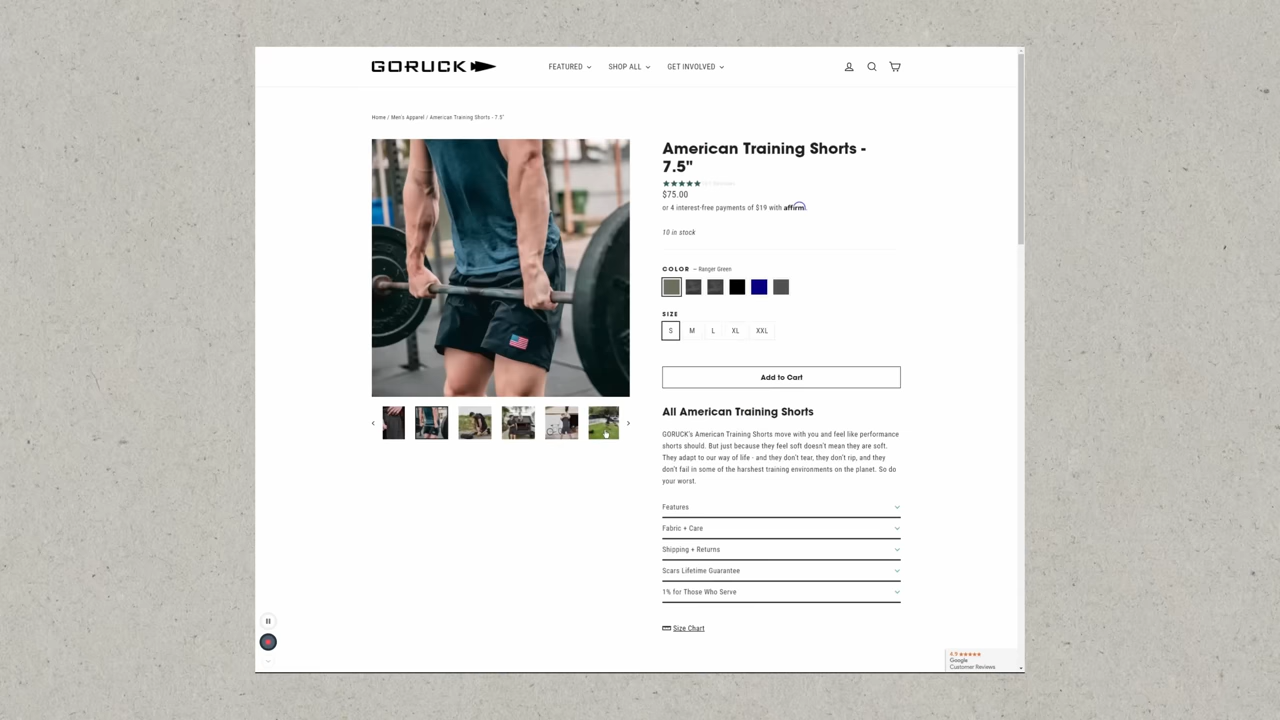 GORUCK
FEATURED
SHOP ALL
GET INVOLVED
Home / Men's Apparel / American Training Shorts - 7.5"
American Training Shorts -
7.5"
$75.00
or 4 interest-free payments of $19 with affirm
10 in stock
COLOR — Ranger Green
SIZE
S M L XL XXL
Add to Cart
All American Training Shorts
GORUCK's American Training Shorts move with you and feel like performance
shorts should. But just because they feel soft doesn't mean they are soft.
They adapt to our way of life - and they don't tear, they don't rip, and they
don't fail in some of the harshest training environments on the planet. So do
your worst.
Features
Fabric + Care
Shipping + Returns
Scars Lifetime Guarantee
1% for Those Who Serve
Size Chart
4.9
Google
Customer Reviews